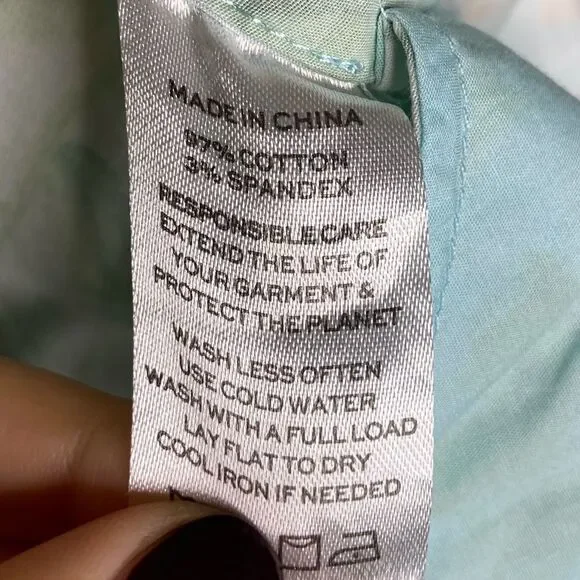 MADE IN CHINA
97% COTTON
3% SPANDEX
RESPONSIBLE CARE
EXTEND THE LIFE OF
YOUR GARMENT &
PROTECT THE PLANET
WASH LESS OFTEN
USE COLD WATER
WASH WITH A FULL LOAD
LAY FLAT TO DRY
COOL IRON IF NEEDED